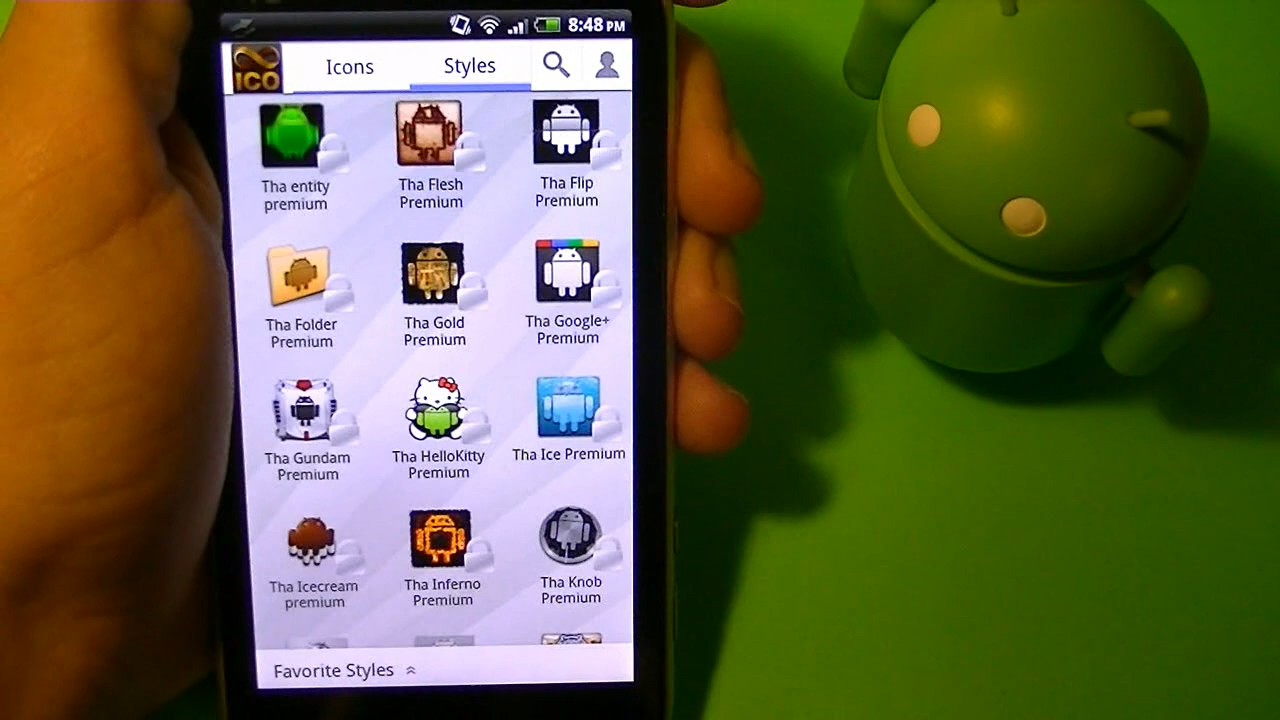 8:48 PM
ICO
Icons
Styles
Tha entity
premium
Tha Flesh
Premium
Tha Flip
Premium
Tha Folder
Premium
Tha Gold
Premium
Tha Google+
Premium
Tha Gundam
Premium
Tha HelloKitty
Premium
Tha Ice Premium
Tha Icecream
premium
Tha Inferno
Premium
Tha Knob
Premium
Favorite Styles